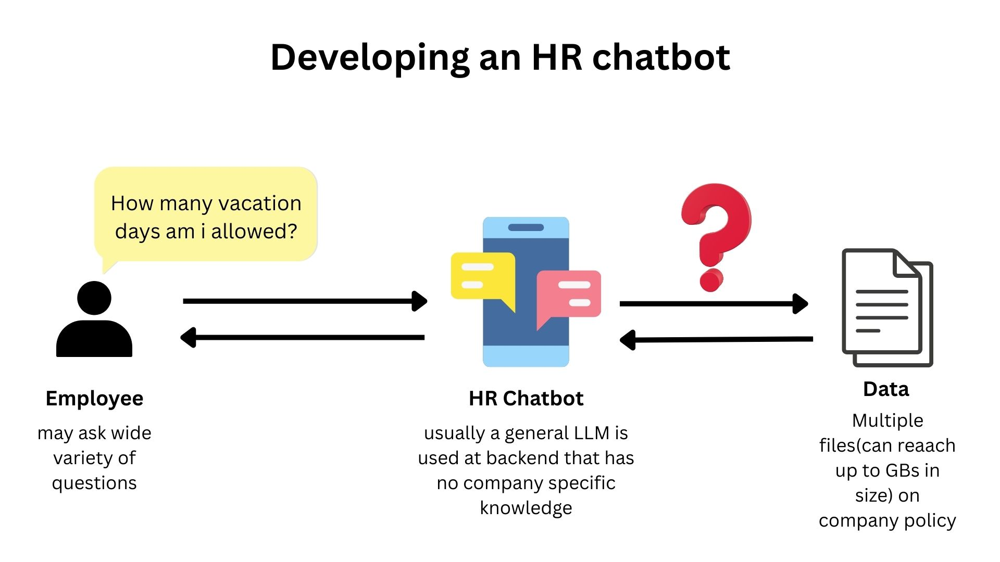 Developing an HR chatbot
How many vacation
days am i allowed?
Employee
may ask wide
variety of
questions
HR Chatbot
usually a general LLM is
used at backend that has
no company specific
knowledge
Data
Multiple
files(can reaach
up to GBs in
size) on
company policy